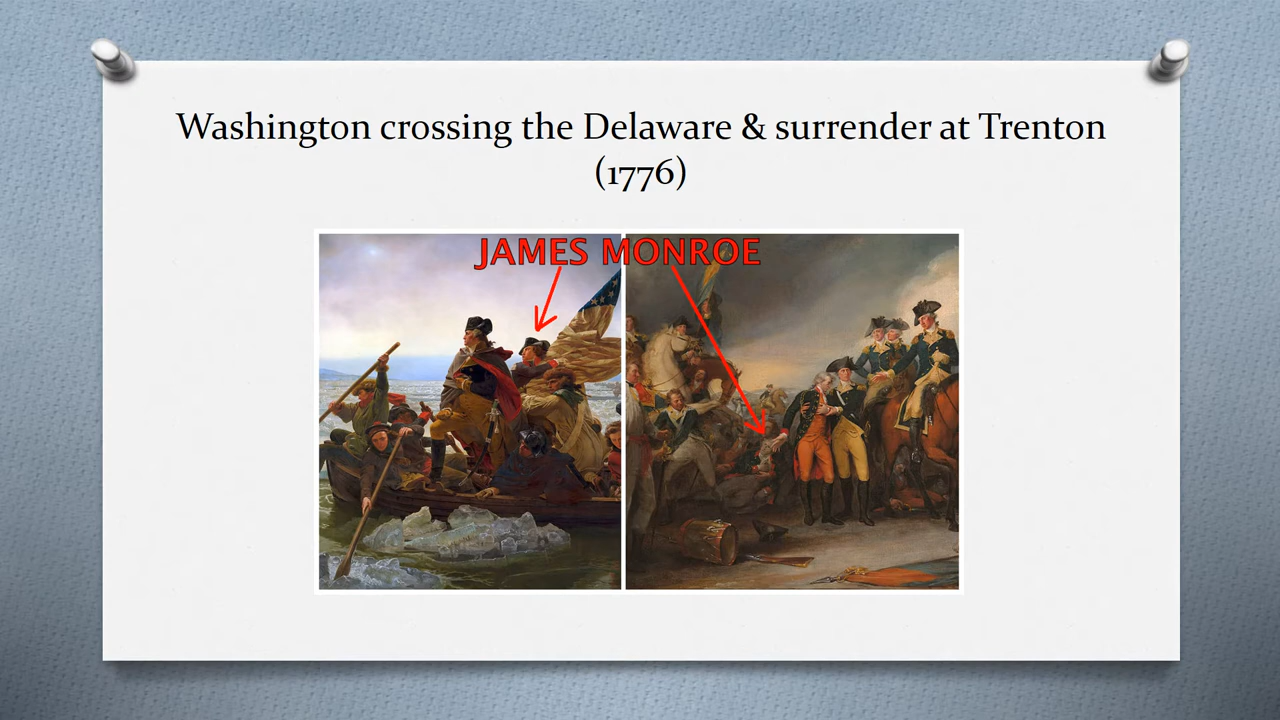 Washington crossing the Delaware & surrender at Trenton
(1776)
JAMES MONROE